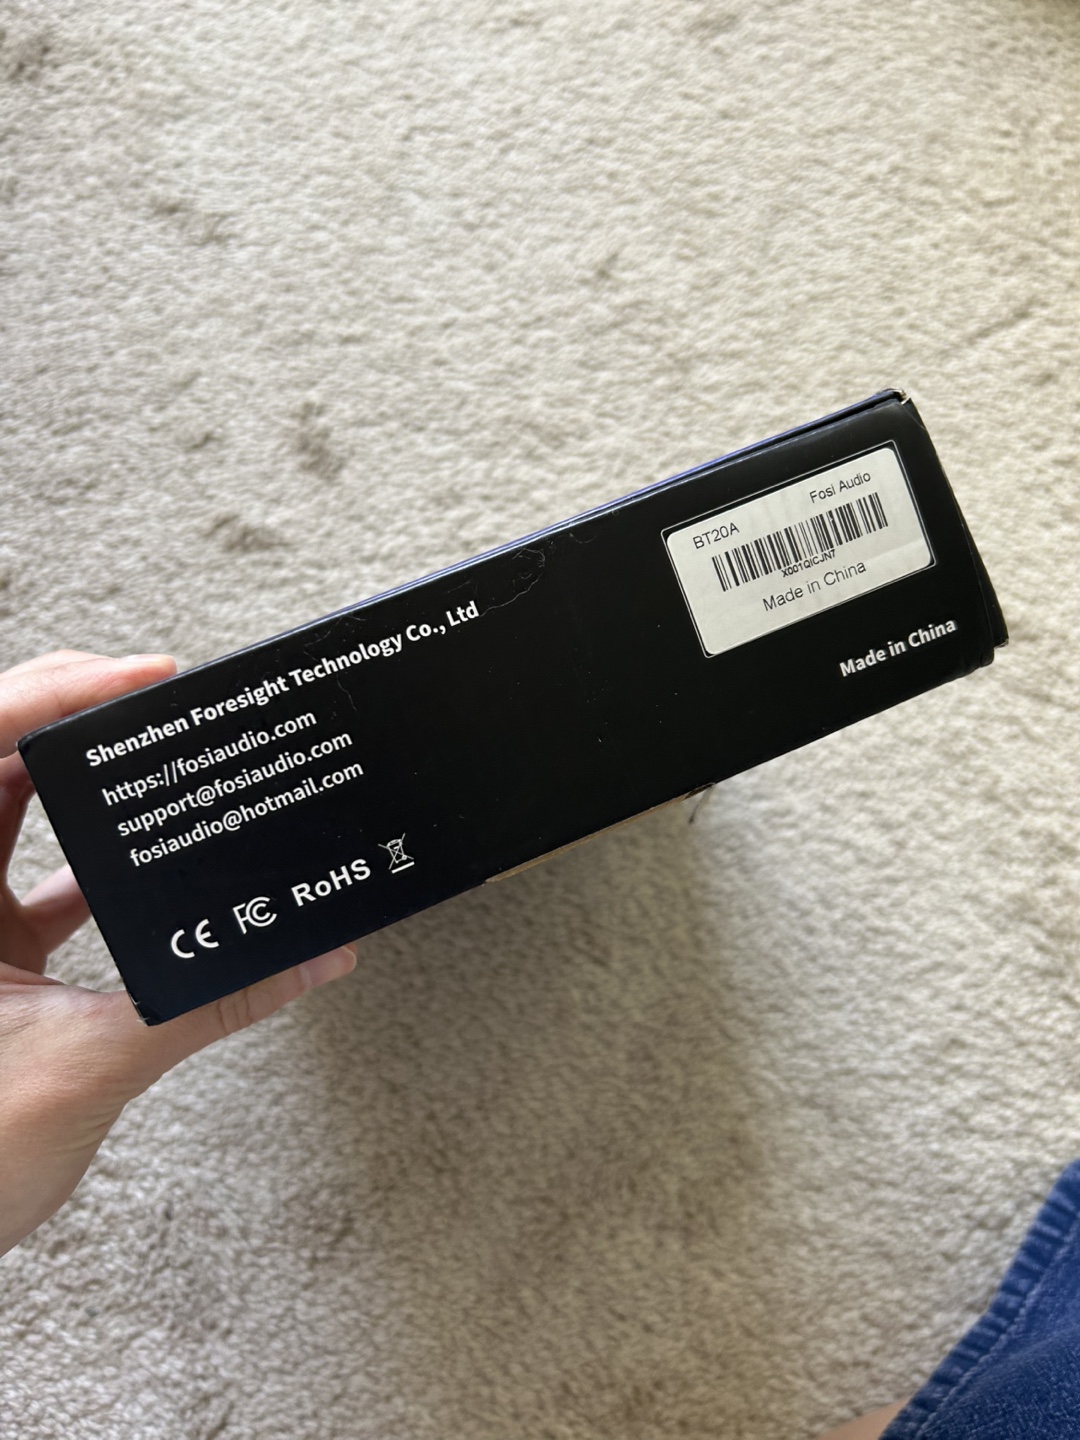 Shenzhen Foresight Technology Co., Ltd
https://fosiaudio.com
support@fosiaudio.com
fosiaudio@hotmail.com
CE FC RoHS
Fosi Audio
BT20A
X001QICJN7
Made in China
Made in China